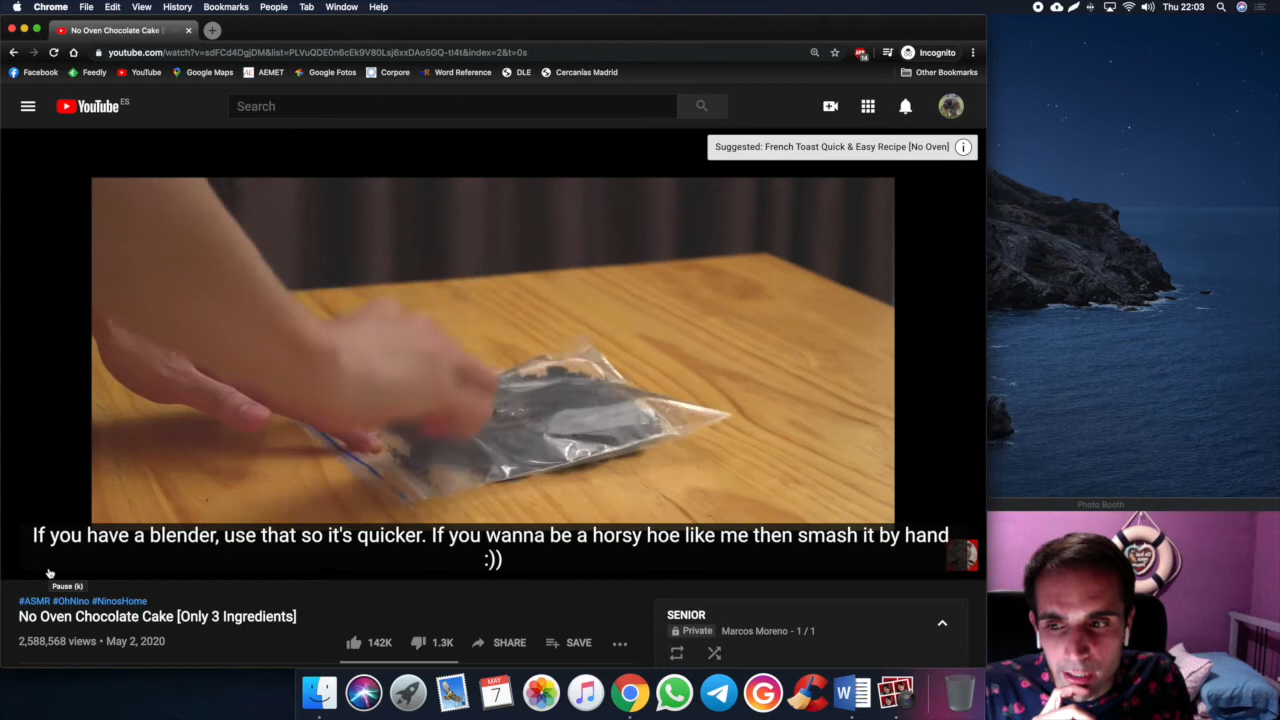 Chrome File Edit View History Bookmarks People Tab Window Help
Thu 22:03
No Oven Chocolate Cake
youtube.com/watch?v=sdFCd4DgjDM&list=PLVuQDE0n6cEk9V80Lsj6xxDAo5GQ-tl4t&index=2&t=0s
14
Incognito
Facebook Feedly YouTube Google Maps AEMET Google Fotos Corpore Word Reference DLE Cercanías Madrid Other Bookmarks
YouTube ES
Search
Suggested: French Toast Quick & Easy Recipe [No Oven]
If you have a blender, use that so it's quicker. If you wanna be a horsy hoe like me then smash it by hand
:))
Pause (k)
#ASMR #OhNino #NinosHome
No Oven Chocolate Cake [Only 3 Ingredients]
2,588,568 views • May 2, 2020
142K 1.3K SHARE SAVE
SENIOR
Private Marcos Moreno - 1 / 1
Photo Booth
MAY
7